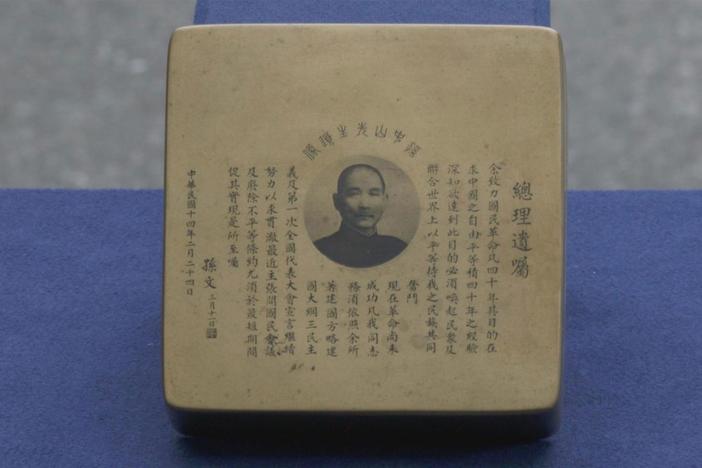 總理遺囑
孫中山先生遺像
余致力國民革命凡四十年其目的在
求中國之自由平等積四十年之經驗
深知欲達到此目的必須喚起民眾及
聯合世界上以平等待我之民族共同
奮鬥
現在革命尚未
成功凡我同志
務須依照余所
著建國方略建
國大綱三民主
義及第一次全國代表大會宣言繼續
努力以求貫澈最近主張開國民會議
及廢除不平等條約尤須於最短期間
促其實現是所至囑
孫文 三月十一日
中華民國十四年二月二十四日